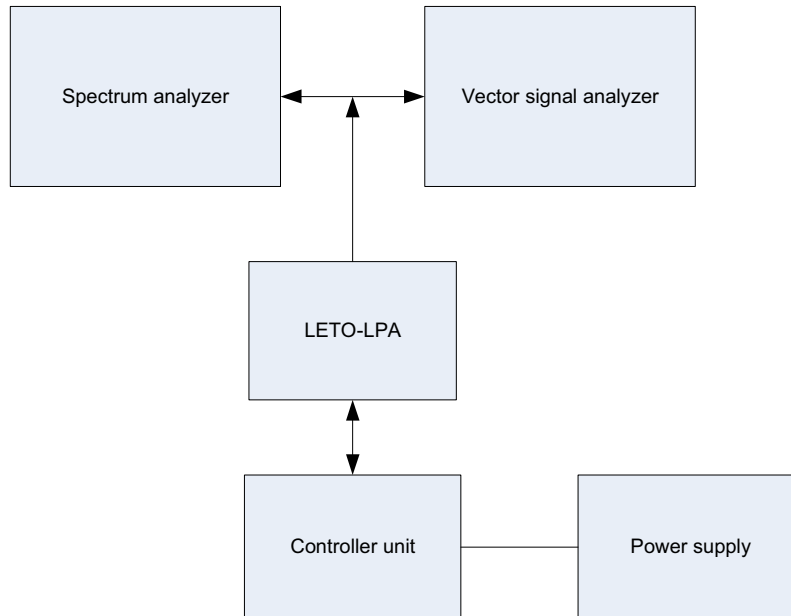 Spectrum analyzer
Vector signal analyzer
LETO-LPA
Controller unit
Power supply